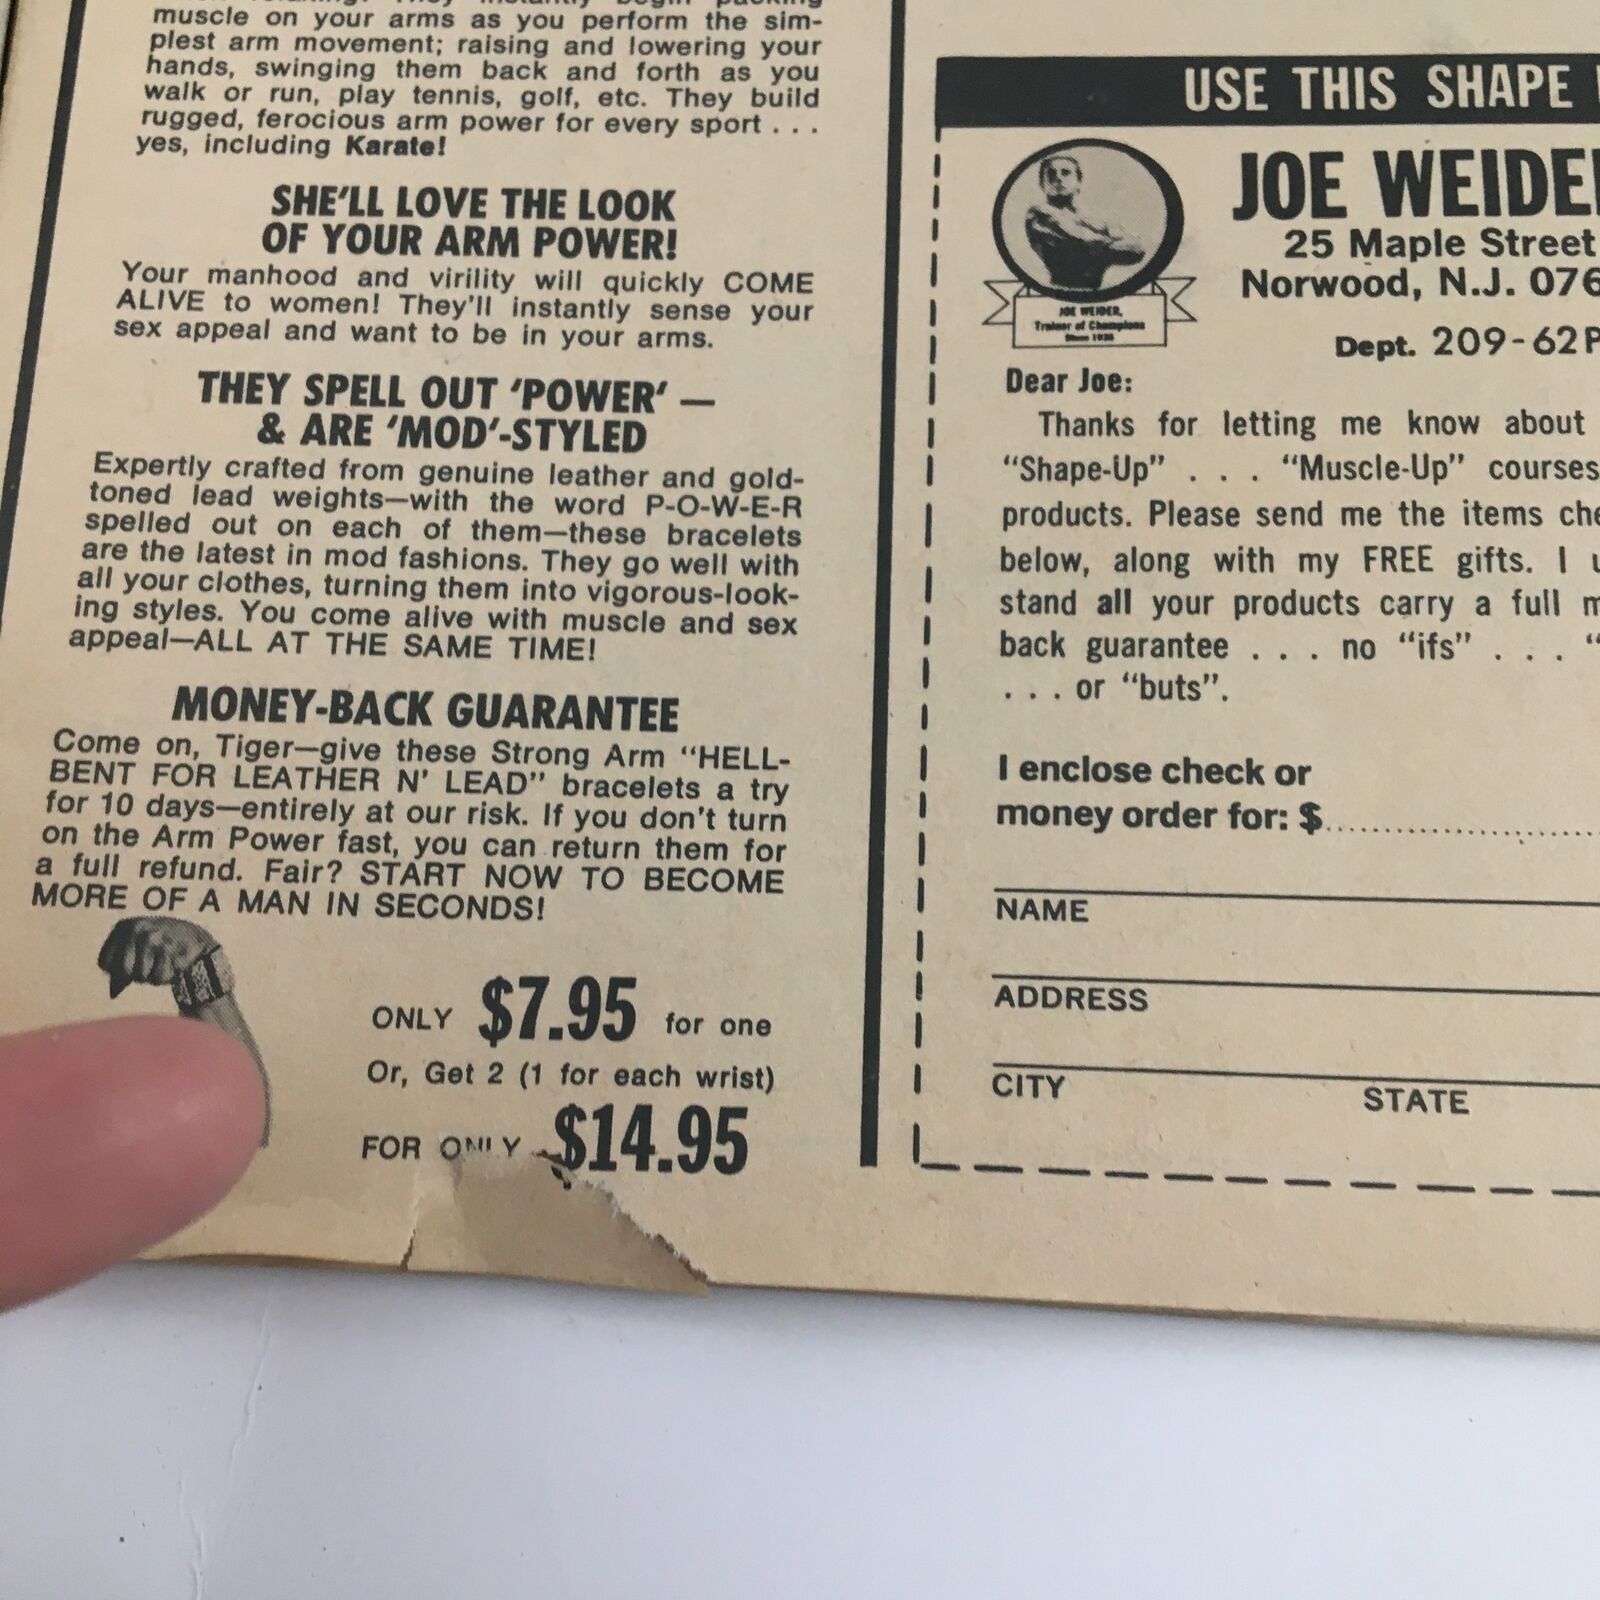 muscle on your arms as you perform the sim-
plest arm movement; raising and lowering your
hands, swinging them back and forth as you
walk or run, play tennis, golf, etc. They build
rugged, ferocious arm power for every sport . . .
yes, including Karate!
SHE'LL LOVE THE LOOK
OF YOUR ARM POWER!
Your manhood and virility will quickly COME
ALIVE to women! They'll instantly sense your
sex appeal and want to be in your arms.
THEY SPELL OUT 'POWER' —
& ARE 'MOD'-STYLED
Expertly crafted from genuine leather and gold-
toned lead weights—with the word P-O-W-E-R
spelled out on each of them—these bracelets
are the latest in mod fashions. They go well with
all your clothes, turning them into vigorous-look-
ing styles. You come alive with muscle and sex
appeal—ALL AT THE SAME TIME!
MONEY-BACK GUARANTEE
Come on, Tiger—give these Strong Arm "HELL-
BENT FOR LEATHER N' LEAD" bracelets a try
for 10 days—entirely at our risk. If you don't turn
on the Arm Power fast, you can return them for
a full refund. Fair? START NOW TO BECOME
MORE OF A MAN IN SECONDS!
ONLY $7.95 for one
Or, Get 2 (1 for each wrist)
FOR ONLY $14.95
USE THIS SHAPE
JOE WEIDER
25 Maple Street
Norwood, N.J. 076
Dept. 209-62P
JOE WEIDER,
Trainer of Champions
Since 1936
Dear Joe:
Thanks for letting me know about
"Shape-Up" . . . "Muscle-Up" courses
products. Please send me the items che
below, along with my FREE gifts. I u
stand all your products carry a full m
back guarantee . . . no "ifs" . . . "
. . . or "buts".
I enclose check or
money order for: $
NAME
ADDRESS
CITY STATE